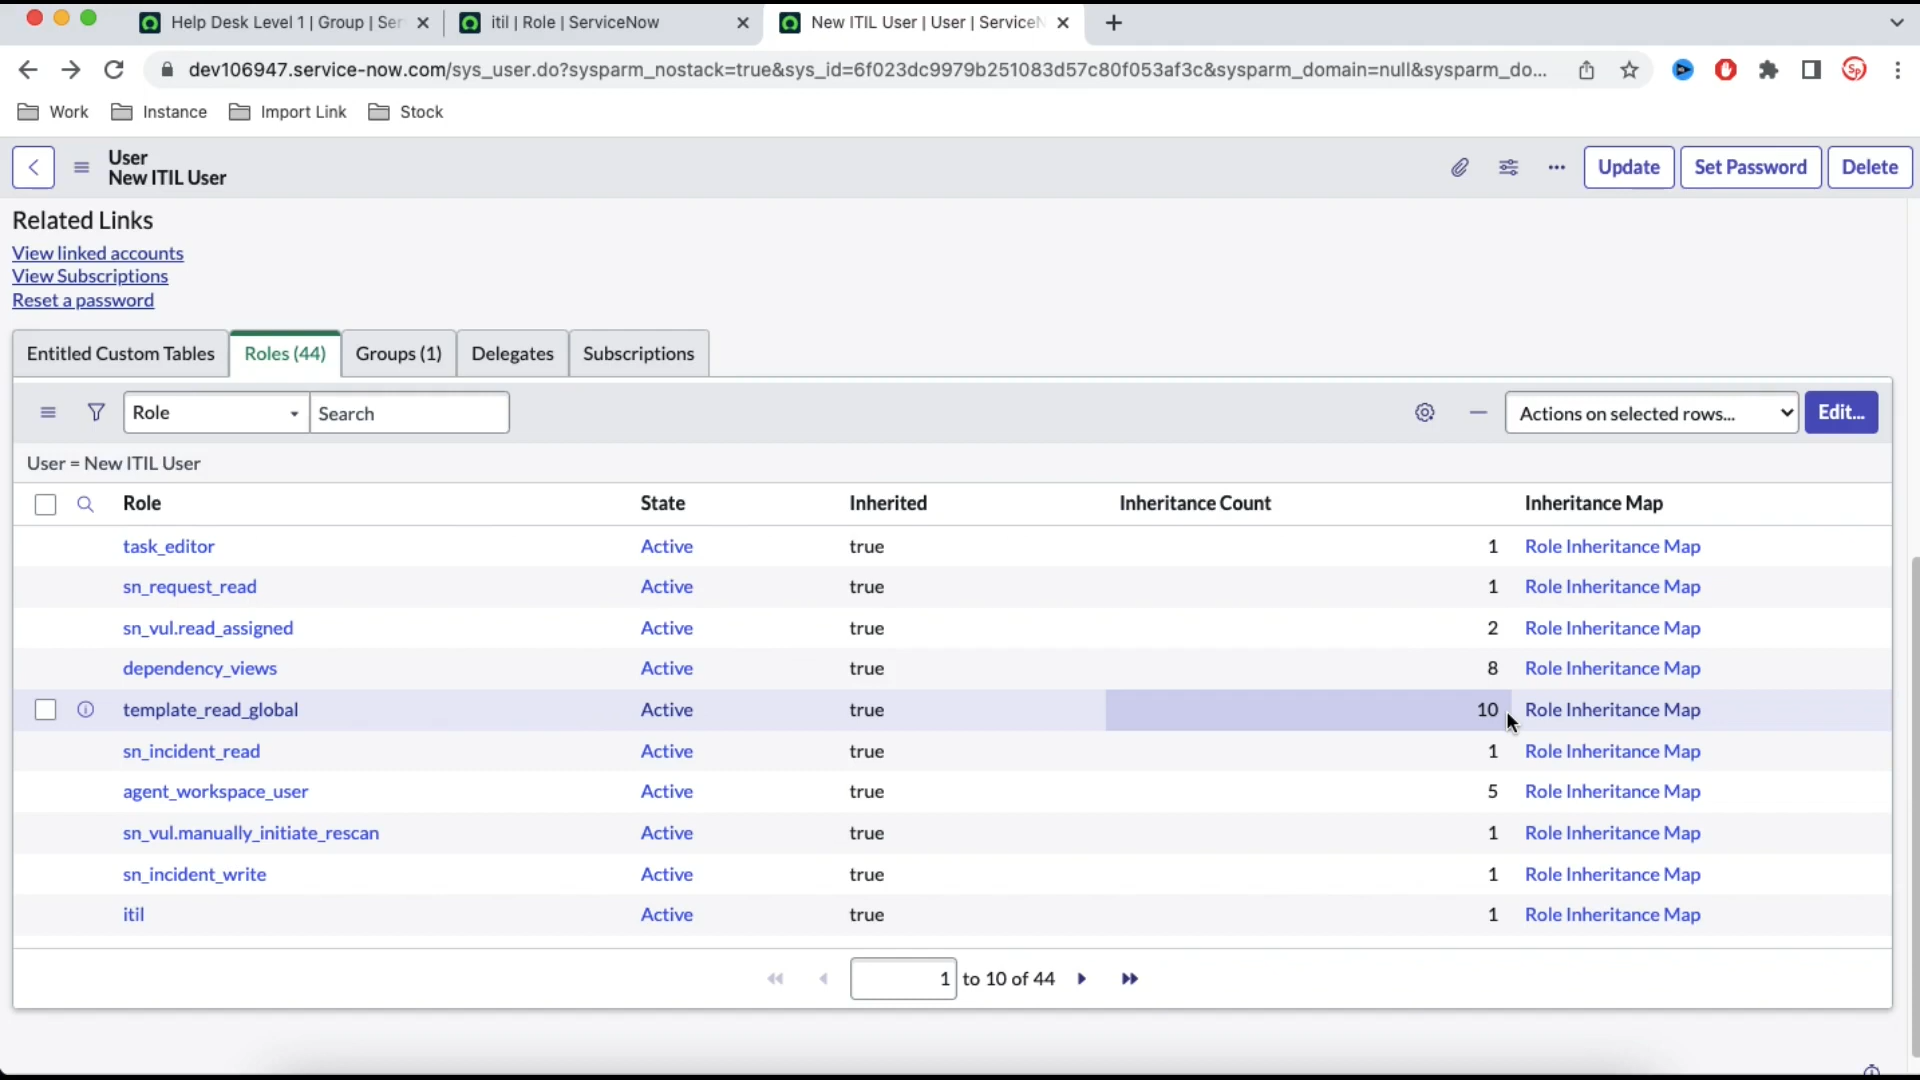 Help Desk Level 1 | Group | Ser
itil | Role | ServiceNow
New ITIL User | User | ServiceN
dev106947.service-now.com/sys_user.do?sysparm_nostack=true&sys_id=6f023dc9979b251083d57c80f053af3c&sysparm_domain=null&sysparm_do...
Sp
Work
Instance
Import Link
Stock
User
New ITIL User
Update
Set Password
Delete
Related Links
View linked accounts
View Subscriptions
Reset a password
Entitled Custom Tables
Roles (44)
Groups (1)
Delegates
Subscriptions
Role
Search
Actions on selected rows...
Edit...
User = New ITIL User
Role State Inherited Inheritance Count Inheritance Map
task_editor Active true 1 Role Inheritance Map
sn_request_read Active true 1 Role Inheritance Map
sn_vul.read_assigned Active true 2 Role Inheritance Map
dependency_views Active true 8 Role Inheritance Map
template_read_global Active true 10 Role Inheritance Map
sn_incident_read Active true 1 Role Inheritance Map
agent_workspace_user Active true 5 Role Inheritance Map
sn_vul.manually_initiate_rescan Active true 1 Role Inheritance Map
sn_incident_write Active true 1 Role Inheritance Map
itil Active true 1 Role Inheritance Map
1 to 10 of 44